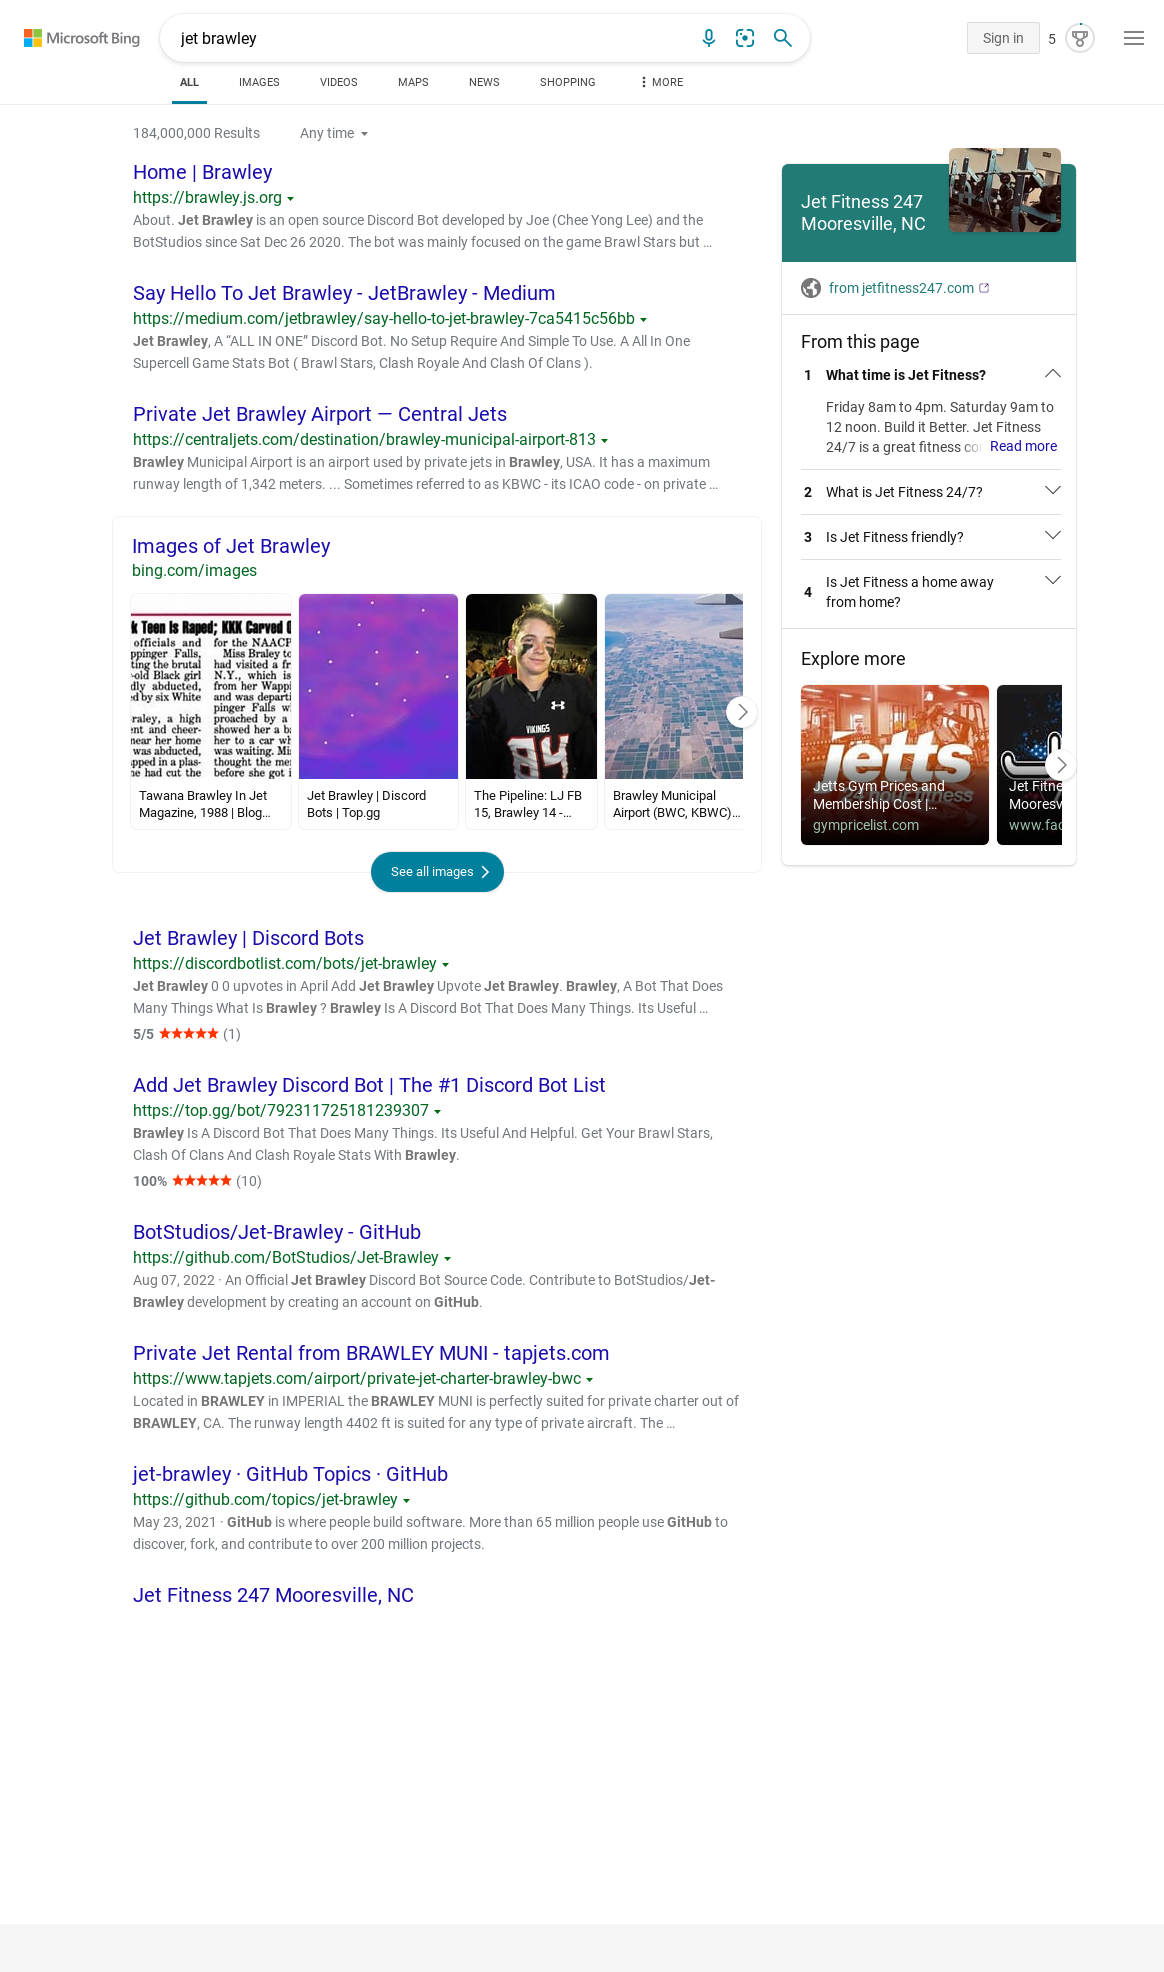 Microsoft Bing
jet brawley
Sign in
5
ALL
IMAGES
VIDEOS
MAPS
NEWS
SHOPPING
MORE
184,000,000 Results
Any time
Home | Brawley
https://brawley.js.org
About. Jet Brawley is an open source Discord Bot developed by Joe (Chee Yong Lee) and the
BotStudios since Sat Dec 26 2020. The bot was mainly focused on the game Brawl Stars but …
Say Hello To Jet Brawley - JetBrawley - Medium
https://medium.com/jetbrawley/say-hello-to-jet-brawley-7ca5415c56bb
Jet Brawley, A “ALL IN ONE” Discord Bot. No Setup Require And Simple To Use. A All In One
Supercell Game Stats Bot ( Brawl Stars, Clash Royale And Clash Of Clans ).
Private Jet Brawley Airport — Central Jets
https://centraljets.com/destination/brawley-municipal-airport-813
Brawley Municipal Airport is an airport used by private jets in Brawley, USA. It has a maximum
runway length of 1,342 meters. ... Sometimes referred to as KBWC - its ICAO code - on private …
Images of Jet Brawley
bing.com/images
k Teen Is Raped; KKK Carved
officials and
ppinger Falls,
ting the brutal
-old Black girl
dly abducted,
ed by six White
raley, a high
ent and cheer-
near her home
was abducted,
apped in a plas-
ne had cut the
for the NAACP
Miss Braley to
had visited a fr
N.Y., which is
from her Wappi
and was departi
pinger Falls wh
proached by a
showed her a ba
her to a car wh
was waiting. Mis
thought the mer
before she got i
VIKINGS
84
Tawana Brawley In Jet
Magazine, 1988 | Blog…
Jet Brawley | Discord
Bots | Top.gg
The Pipeline: LJ FB
15, Brawley 14 -…
Brawley Municipal
Airport (BWC, KBWC)…
See all images
Jet Brawley | Discord Bots
https://discordbotlist.com/bots/jet-brawley
Jet Brawley 0 0 upvotes in April Add Jet Brawley Upvote Jet Brawley. Brawley, A Bot That Does
Many Things What Is Brawley ? Brawley Is A Discord Bot That Does Many Things. Its Useful …
5/5 ★★★★★ (1)
Add Jet Brawley Discord Bot | The #1 Discord Bot List
https://top.gg/bot/792311725181239307
Brawley Is A Discord Bot That Does Many Things. Its Useful And Helpful. Get Your Brawl Stars,
Clash Of Clans And Clash Royale Stats With Brawley.
100% ★★★★★ (10)
BotStudios/Jet-Brawley - GitHub
https://github.com/BotStudios/Jet-Brawley
Aug 07, 2022 · An Official Jet Brawley Discord Bot Source Code. Contribute to BotStudios/Jet-
Brawley development by creating an account on GitHub.
Private Jet Rental from BRAWLEY MUNI - tapjets.com
https://www.tapjets.com/airport/private-jet-charter-brawley-bwc
Located in BRAWLEY in IMPERIAL the BRAWLEY MUNI is perfectly suited for private charter out of
BRAWLEY, CA. The runway length 4402 ft is suited for any type of private aircraft. The …
jet-brawley · GitHub Topics · GitHub
https://github.com/topics/jet-brawley
May 23, 2021 · GitHub is where people build software. More than 65 million people use GitHub to
discover, fork, and contribute to over 200 million projects.
Jet Fitness 247 Mooresville, NC
Jet Fitness 247
Mooresville, NC
from jetfitness247.com
From this page
1 What time is Jet Fitness?
Friday 8am to 4pm. Saturday 9am to
12 noon. Build it Better. Jet Fitness
24/7 is a great fitness co Read more
2 What is Jet Fitness 24/7?
3 Is Jet Fitness friendly?
4 Is Jet Fitness a home away
from home?
Explore more
jetts
24 hour fitness
Jetts Gym Prices and
Membership Cost |…
gympricelist.com
Jet Fitne
Mooresv
www.fac